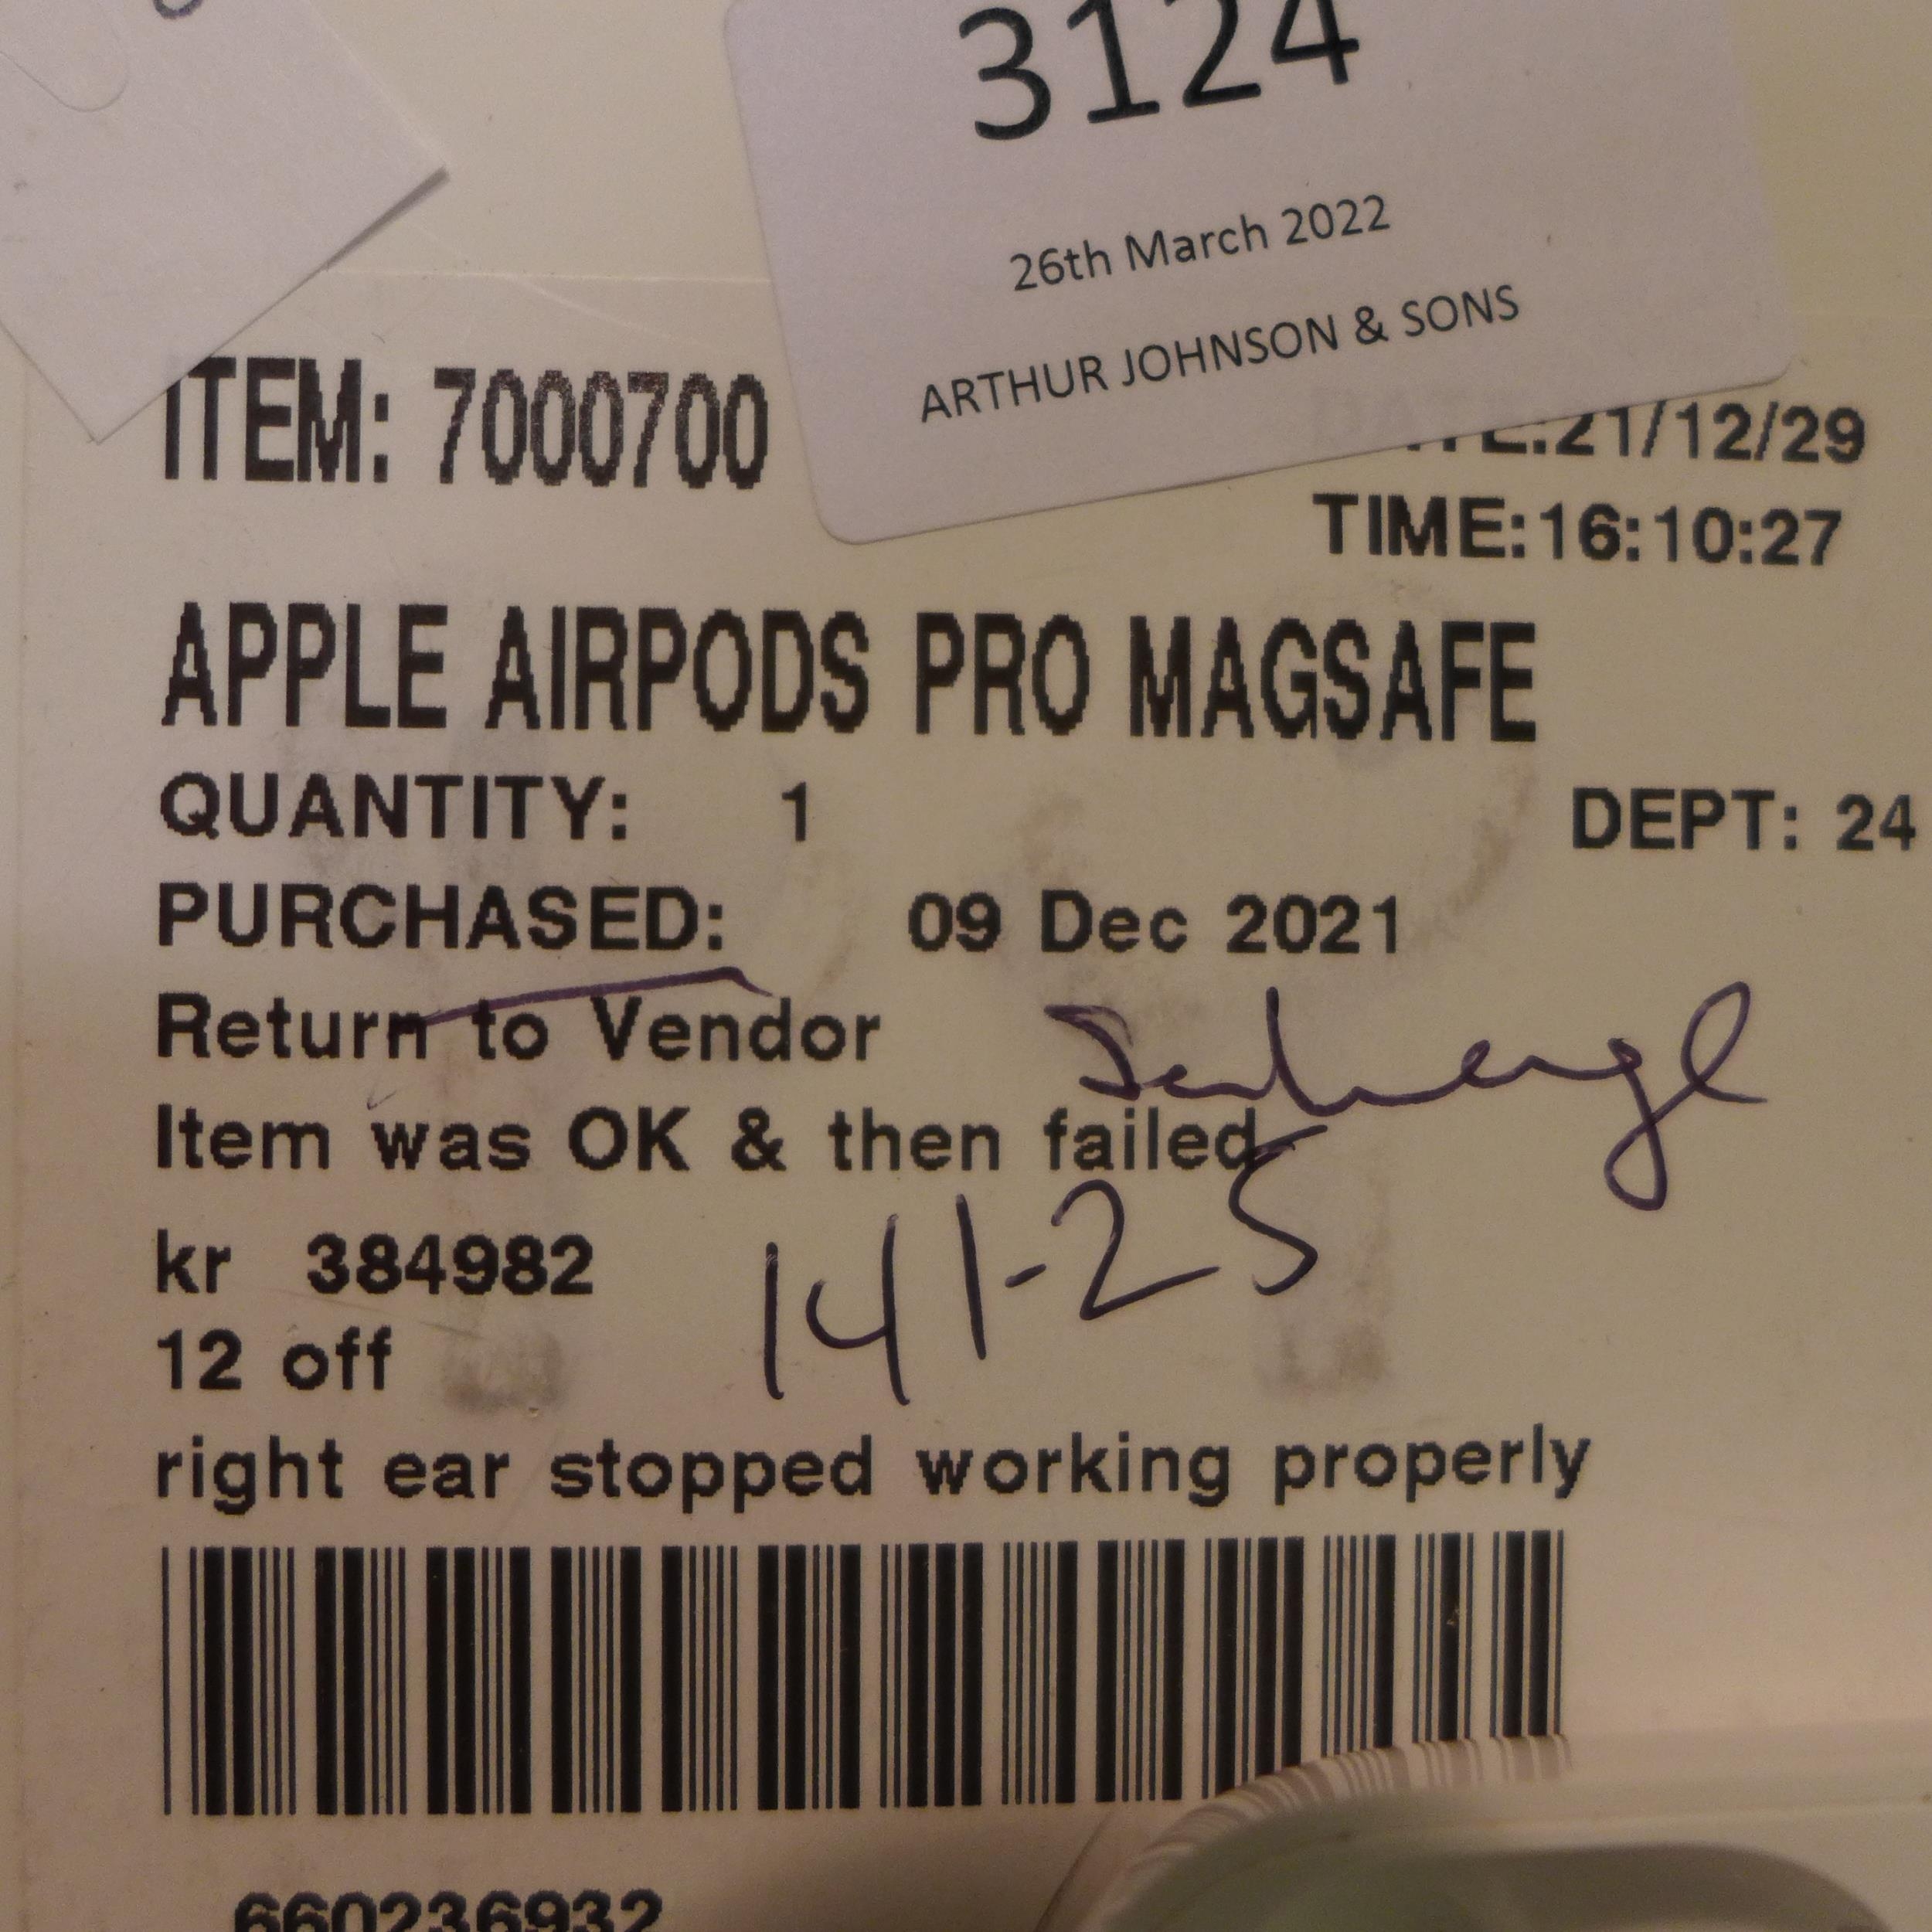 3124
26th March 2022
ARTHUR JOHNSON & SONS
ITEM: 7000700
DATE:21/12/29
TIME:16:10:27
APPLE AIRPODS PRO MAGSAFE
QUANTITY: 1
DEPT: 24
PURCHASED: 09 Dec 2021
Return to Vendor
Item was OK & then failed
kr 384982
141-25
12 off
right ear stopped working properly
660236932